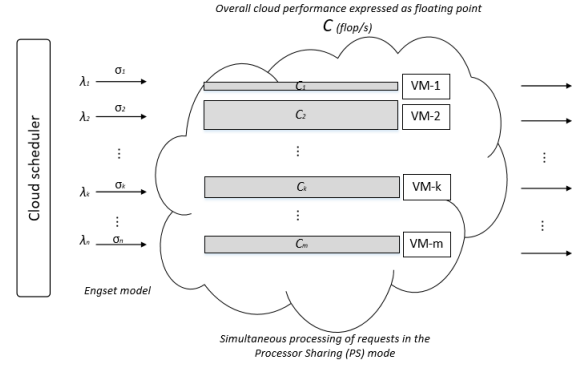 Overall cloud performance expressed as floating point
C (flop/s)
Cloud scheduler
λ₁ σ₁ C₁ VM-1
λ₂ σ₂ C₂ VM-2
⋮ ⋮ ⋮
λₖ σₖ Cₖ VM-k
⋮ ⋮ ⋮
λₙ σₙ Cₘ VM-m
Engset model
Simultaneous processing of requests in the
Processor Sharing (PS) mode